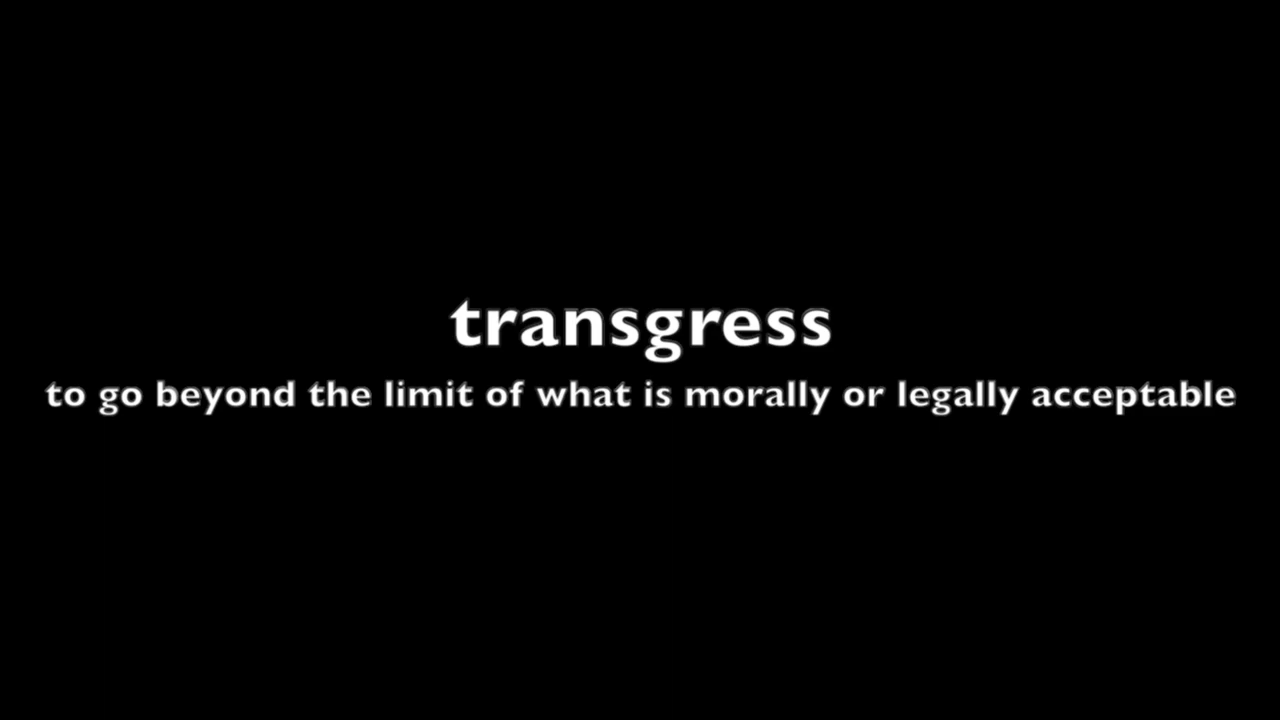 transgress
to go beyond the limit of what is morally or legally acceptable